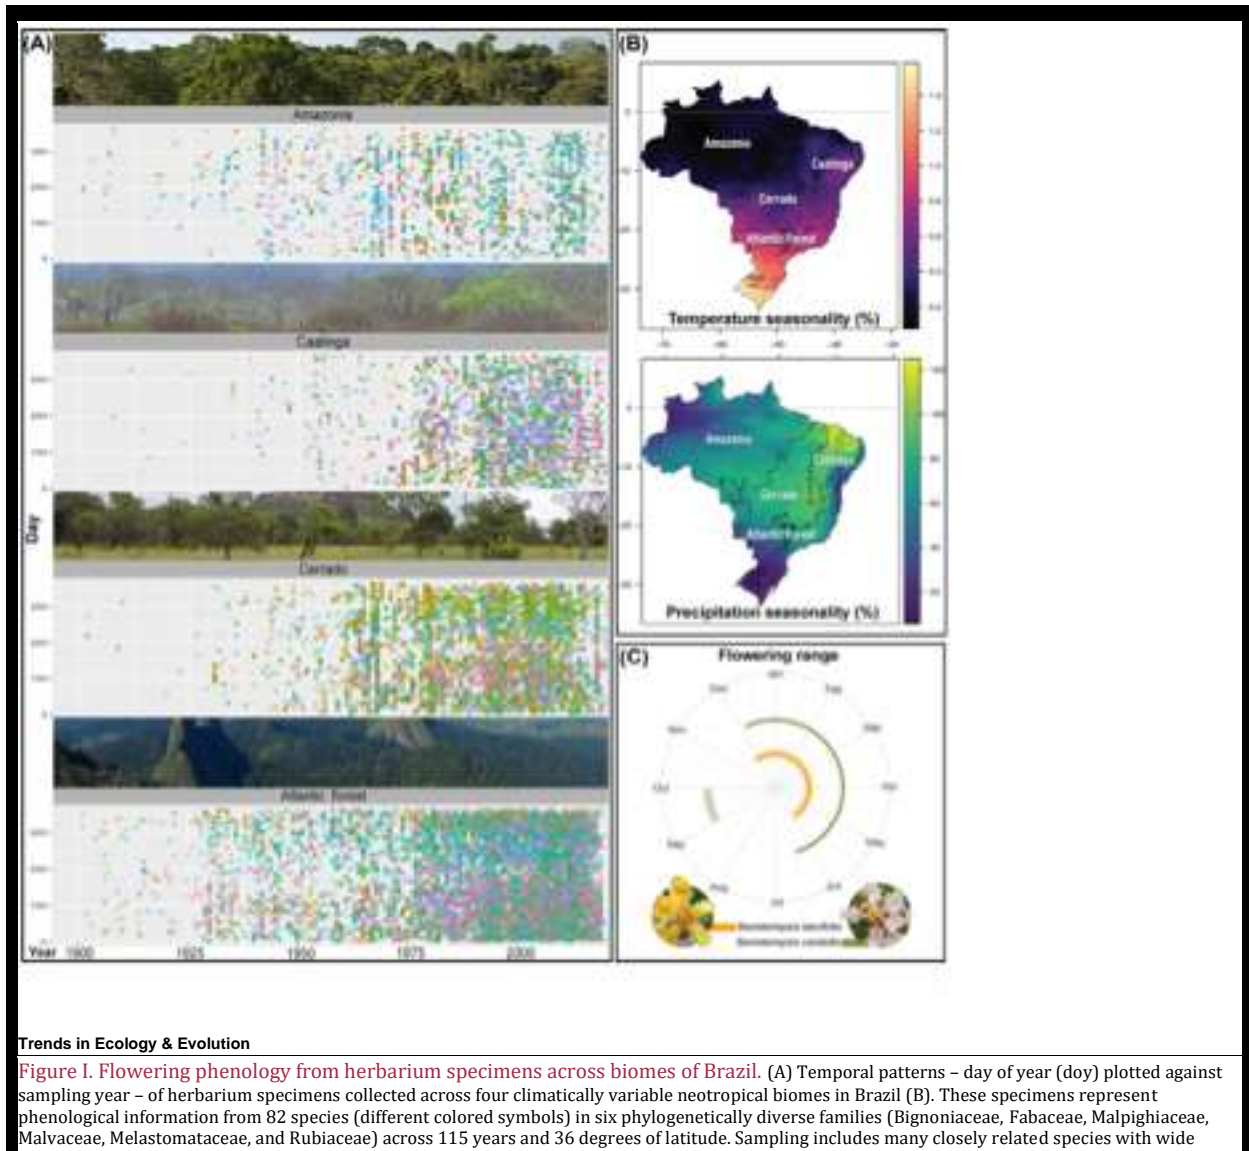 (A)
Amazonia
Caatinga
Day
Cerrado
Atlantic forest
Year 1900 1925 1950 1975 2000
(B)
Amazonia
Caatinga
Cerrado
Atlantic Forest
Temperature seasonality (%)
Amazonia
Caatinga
Cerrado
Atlantic Forest
Precipitation seasonality (%)
(C)
Flowering range
Trends in Ecology & Evolution
Figure I. Flowering phenology from herbarium specimens across biomes of Brazil. (A) Temporal patterns – day of year (doy) plotted against
sampling year – of herbarium specimens collected across four climatically variable neotropical biomes in Brazil (B). These specimens represent
phenological information from 82 species (different colored symbols) in six phylogenetically diverse families (Bignoniaceae, Fabaceae, Malpighiaceae,
Malvaceae, Melastomataceae, and Rubiaceae) across 115 years and 36 degrees of latitude. Sampling includes many closely related species with wide